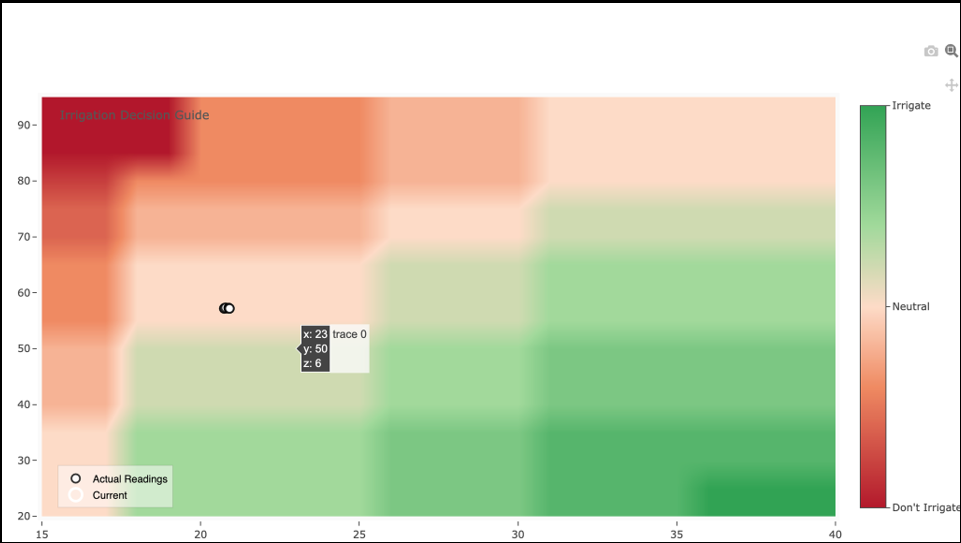 Irrigation Decision Guide
90
80
70
60
50
40
30
20
15
20
25
30
35
40
x: 23 trace 0
y: 50
z: 6
Actual Readings
Current
Irrigate
Neutral
Don't Irrigate